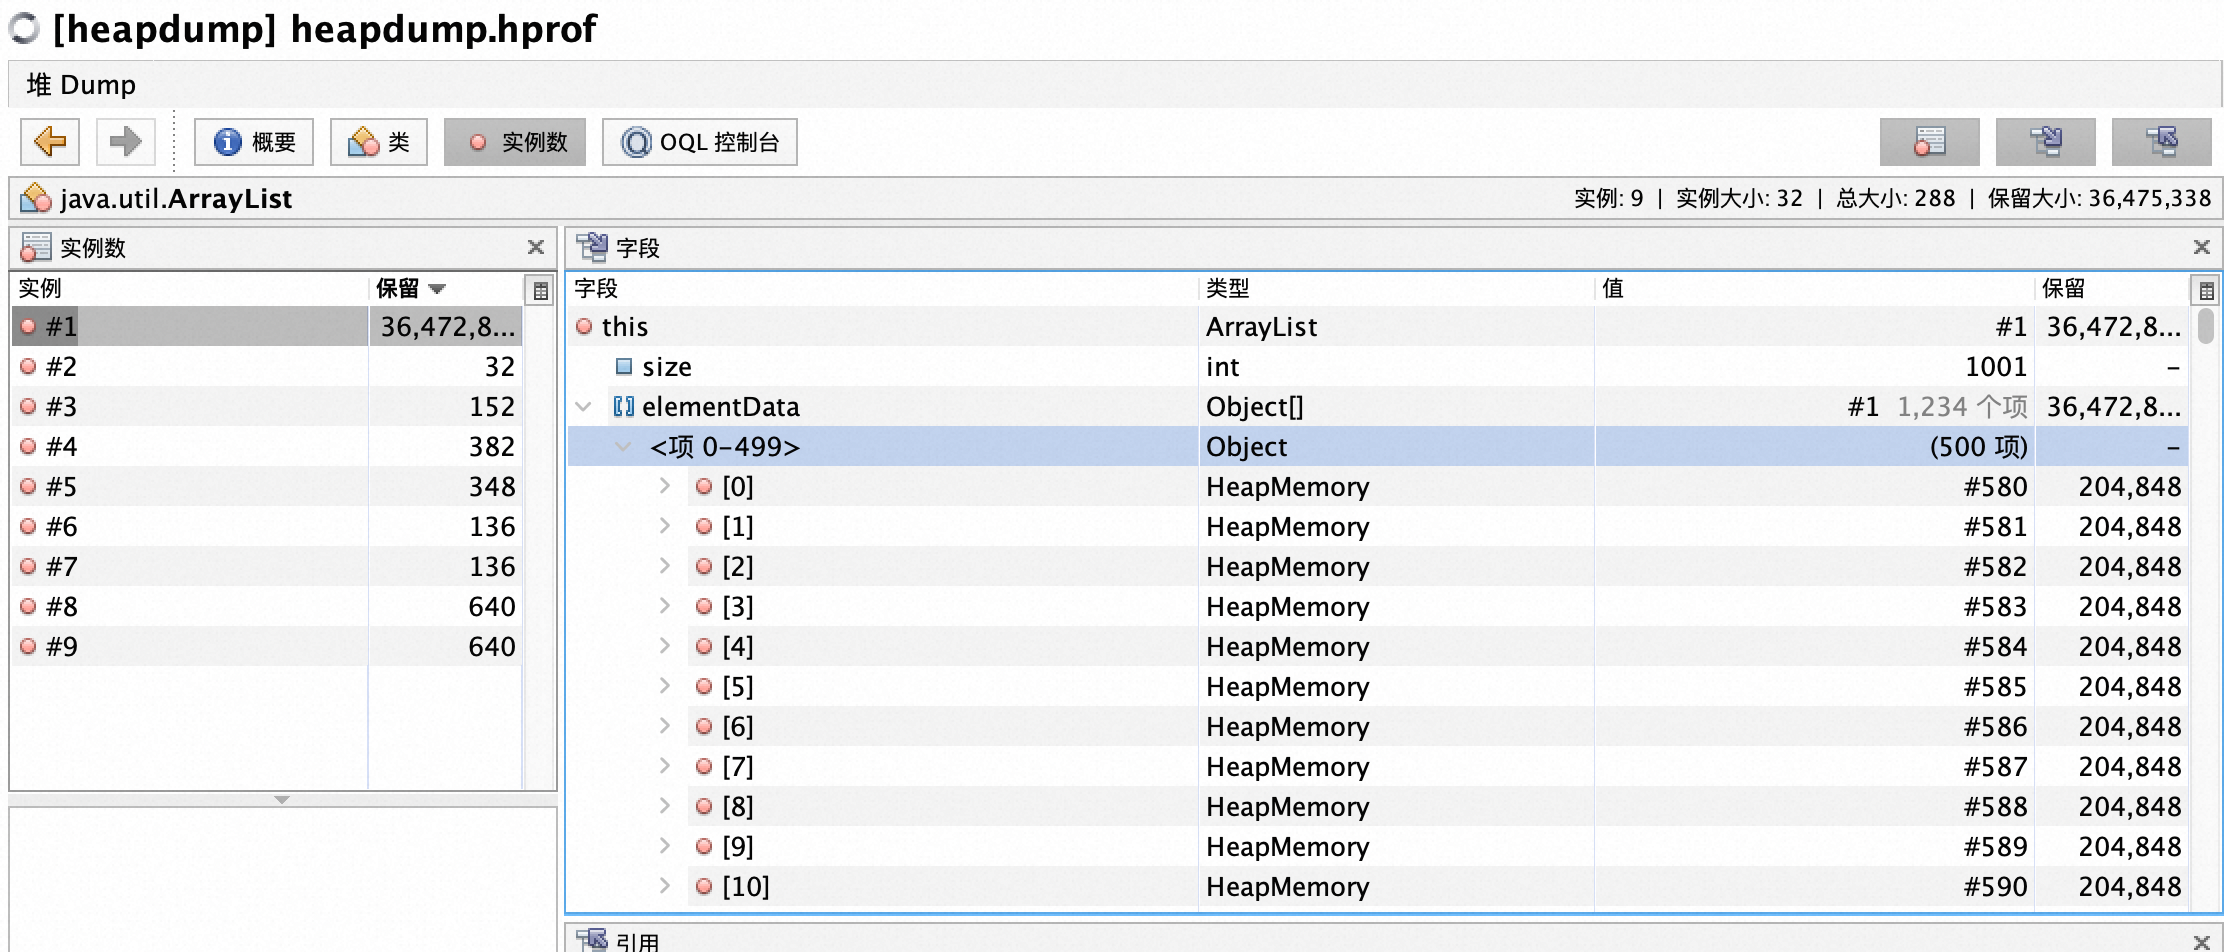 [heapdump] heapdump.hprof
堆 Dump
概要 类 实例数 OQL 控制台
java.util.ArrayList 实例: 9 | 实例大小: 32 | 总大小: 288 | 保留大小: 36,475,338
实例数 字段
实例 保留
#1 36,472,8...
#2 32
#3 152
#4 382
#5 348
#6 136
#7 136
#8 640
#9 640
字段 类型 值 保留
this ArrayList #1 36,472,8...
size int 1001 –
elementData Object[] #1 1,234 个项 36,472,8...
<项 0-499> Object (500 项) –
[0] HeapMemory #580 204,848
[1] HeapMemory #581 204,848
[2] HeapMemory #582 204,848
[3] HeapMemory #583 204,848
[4] HeapMemory #584 204,848
[5] HeapMemory #585 204,848
[6] HeapMemory #586 204,848
[7] HeapMemory #587 204,848
[8] HeapMemory #588 204,848
[9] HeapMemory #589 204,848
[10] HeapMemory #590 204,848
引用